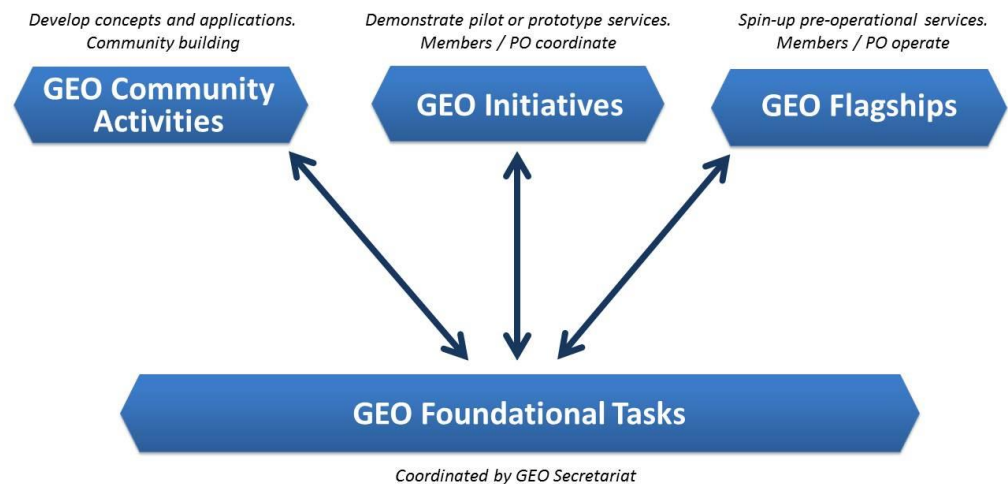 Develop concepts and applications.
Community building
Demonstrate pilot or prototype services.
Members / PO coordinate
Spin-up pre-operational services.
Members / PO operate
GEO Community
Activities
GEO Initiatives
GEO Flagships
GEO Foundational Tasks
Coordinated by GEO Secretariat